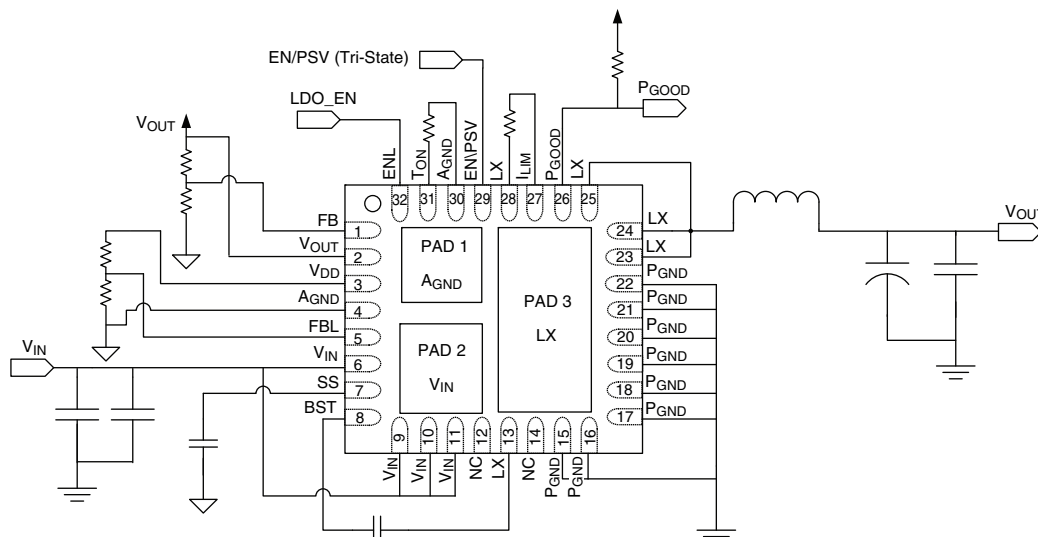 EN/PSV (Tri-State)
LDO_EN
PGOOD
VOUT
ENL
TON
AGND
EN\PSV
LX
ILIM
PGOOD
LX
32
31
30
29
28
27
26
25
FB
1
VOUT
2
VDD
3
AGND
4
FBL
5
VIN
VIN
6
SS
7
BST
8
PAD 1
AGND
PAD 2
VIN
PAD 3
LX
24
LX
23
LX
22
PGND
21
PGND
20
PGND
19
PGND
18
PGND
17
PGND
VOUT
9
10
11
12
13
14
15
16
VIN
VIN
VIN
NC
LX
NC
PGND
PGND